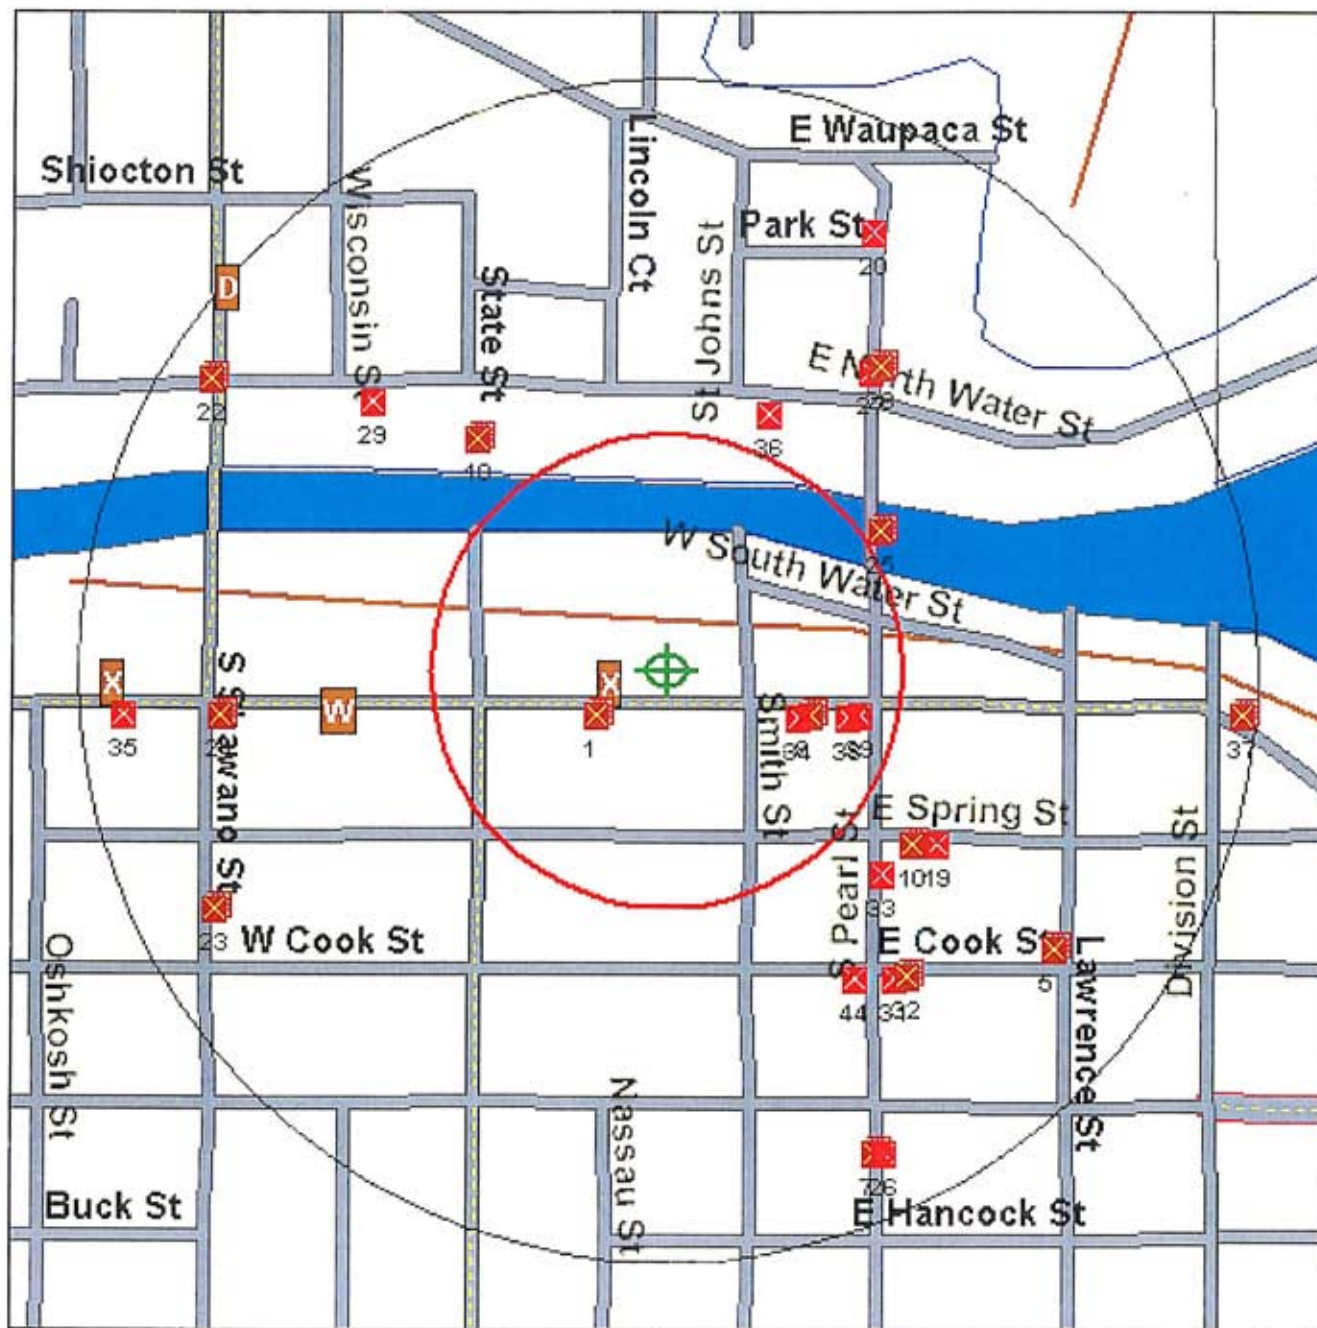 E Waupaca St
Shiocton St
Lincoln Ct
Wisconsin St
Park St
St Johns St
20
State St
D
E North Water St
22
29
36
10
25
W South Water St
X
X
W
S Shawano St
35
1
Smith St
37
E Spring St
S Pearl St
1019
33
Division St
23
W Cook St
E Cook St
Oshkosh St
5
Lawrence St
44
Nassau St
Buck St
E Hancock St